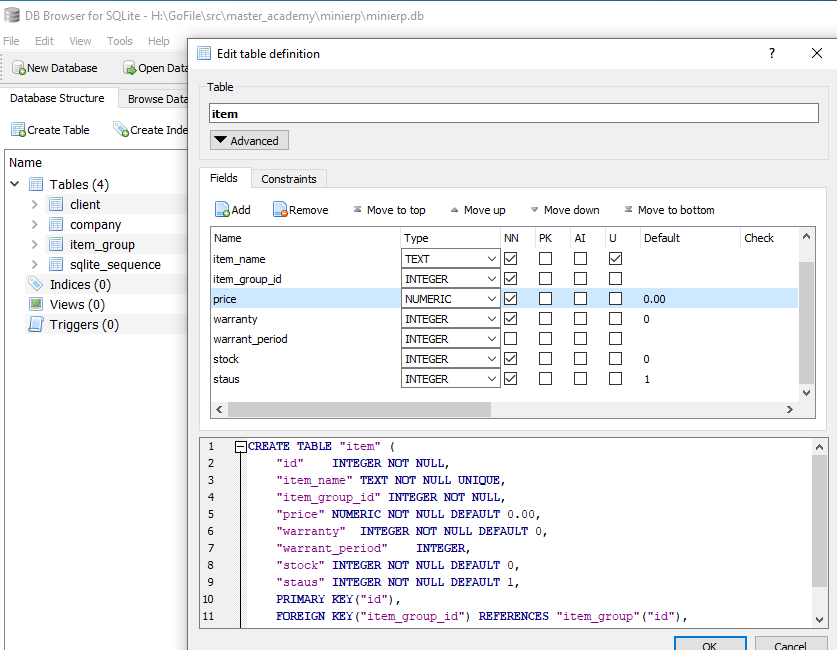 DB Browser for SQLite - H:\GoFile\src\master_academy\minierp\minierp.db
File Edit View Tools Help
New Database Open Data
Database Structure Browse Data
Create Table Create Inde
Name
Tables (4)
client
company
item_group
sqlite_sequence
Indices (0)
Views (0)
Triggers (0)
Edit table definition ?
Table
item
Advanced
Fields Constraints
Add Remove Move to top Move up Move down Move to bottom
Name Type NN PK AI U Default Check
item_name TEXT
item_group_id INTEGER
price NUMERIC 0.00
warranty INTEGER 0
warrant_period INTEGER
stock INTEGER 0
staus INTEGER 1
1 CREATE TABLE "item" (
2 "id" INTEGER NOT NULL,
3 "item_name" TEXT NOT NULL UNIQUE,
4 "item_group_id" INTEGER NOT NULL,
5 "price" NUMERIC NOT NULL DEFAULT 0.00,
6 "warranty" INTEGER NOT NULL DEFAULT 0,
7 "warrant_period" INTEGER,
8 "stock" INTEGER NOT NULL DEFAULT 0,
9 "staus" INTEGER NOT NULL DEFAULT 1,
10 PRIMARY KEY("id"),
11 FOREIGN KEY("item_group_id") REFERENCES "item_group"("id"),
OK Cancel